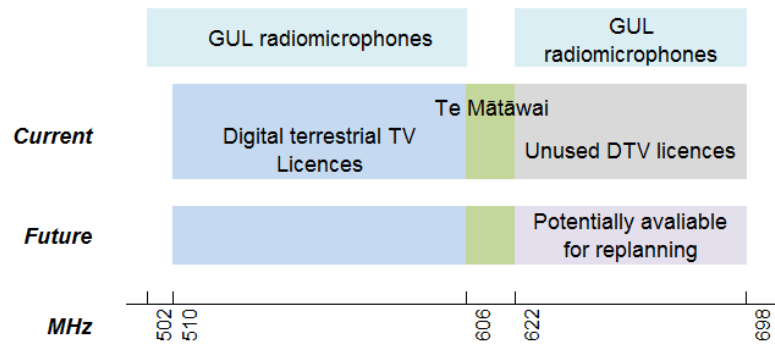 GUL radiomicrophones
GUL
radiomicrophones
Current
Te Mātāwai
Digital terrestrial TV
Licences
Unused DTV licences
Future
Potentially avaliable
for replanning
MHz
502
510
606
622
698